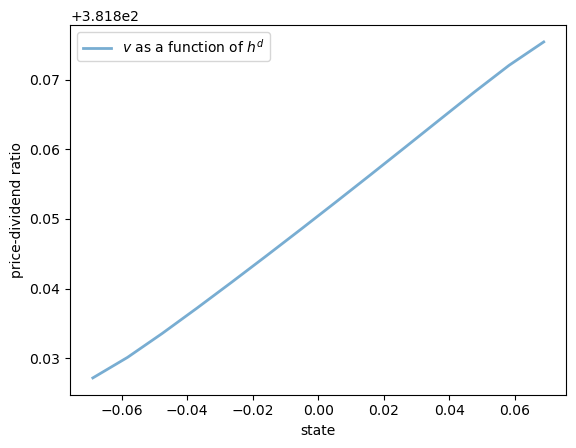 +3.818e2
v as a function of h^d
0.07
0.06
0.05
0.04
0.03
price-dividend ratio
−0.06 −0.04 −0.02 0.00 0.02 0.04 0.06
state